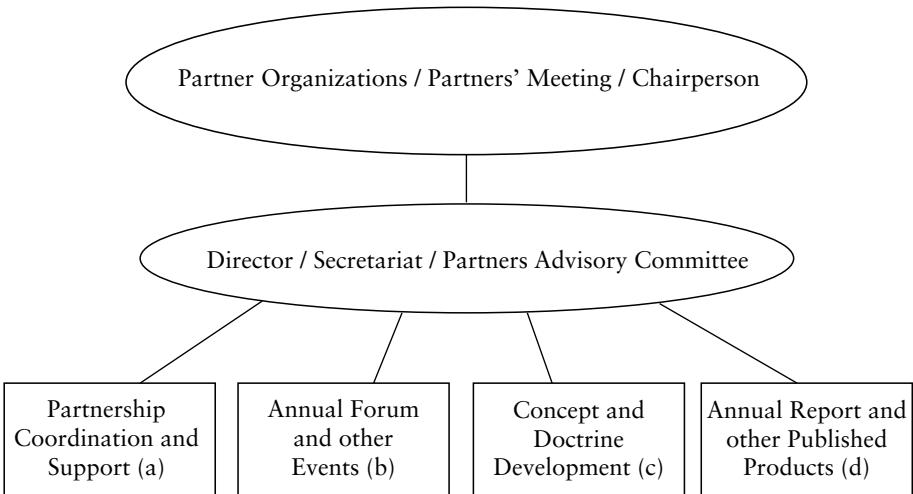 Partner Organizations / Partners’ Meeting / Chairperson
Director / Secretariat / Partners Advisory Committee
Partnership
Coordination and
Support (a)
Annual Forum
and other
Events (b)
Concept and
Doctrine
Development (c)
Annual Report and
other Published
Products (d)